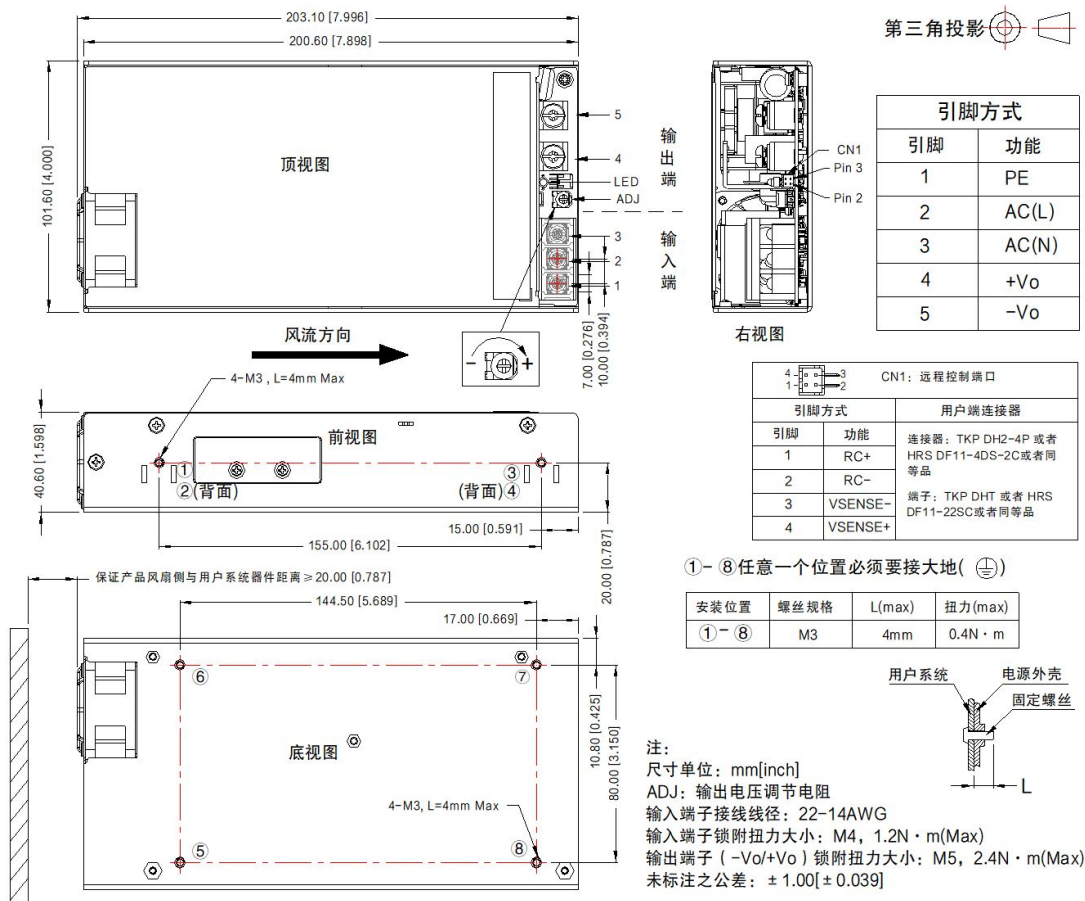 203.10 [7.996]
200.60 [7.898]
第三角投影
101.60 [4.000]
顶视图
5
4
LED
ADJ
3
2
1
输出端
输入端
7.00 [0.276]
10.00 [0.394]
CN1
Pin 3
Pin 2
右视图
引脚方式
引脚 功能
1 PE
2 AC(L)
3 AC(N)
4 +Vo
5 -Vo
风流方向
- +
4-M3 , L=4mm Max
40.60 [1.598]
前视图
①
②(背面)
③
(背面)④
15.00 [0.591]
155.00 [6.102]
20.00 [0.787]
4 3
1 2
CN1: 远程控制端口
引脚方式 用户端连接器
引脚 功能
1 RC+
2 RC-
3 VSENSE-
4 VSENSE+
连接器: TKP DH2-4P 或者
HRS DF11-4DS-2C或者同
等品
端子: TKP DHT 或者 HRS
DF11-22SC或者同等品
保证产品风扇侧与用户系统器件距离≥20.00 [0.787]
①-⑧任意一个位置必须要接大地( )
安装位置 螺丝规格 L(max) 扭力(max)
①-⑧ M3 4mm 0.4N·m
144.50 [5.689]
17.00 [0.669]
⑥
⑦
底视图
10.80 [0.425]
80.00 [3.150]
4-M3, L=4mm Max
⑤
⑧
用户系统
电源外壳
固定螺丝
L
注:
尺寸单位: mm[inch]
ADJ: 输出电压调节电阻
输入端子接线线径: 22-14AWG
输入端子锁附扭力大小: M4, 1.2N·m(Max)
输出端子 ( -Vo/+Vo ) 锁附扭力大小: M5, 2.4N·m(Max)
未标注之公差: ±1.00[±0.039]